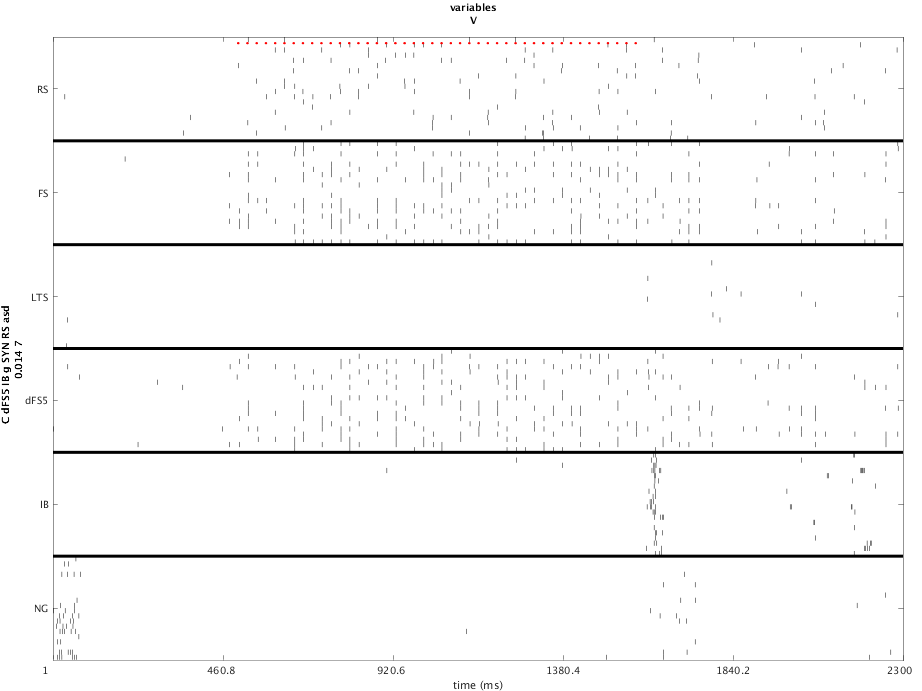 variables
V
RS
FS
LTS
dFS5
IB
NG
C dFS5 IB g SYN RS asd
0.014 7
1
460.8
920.6
1380.4
1840.2
2300
time (ms)